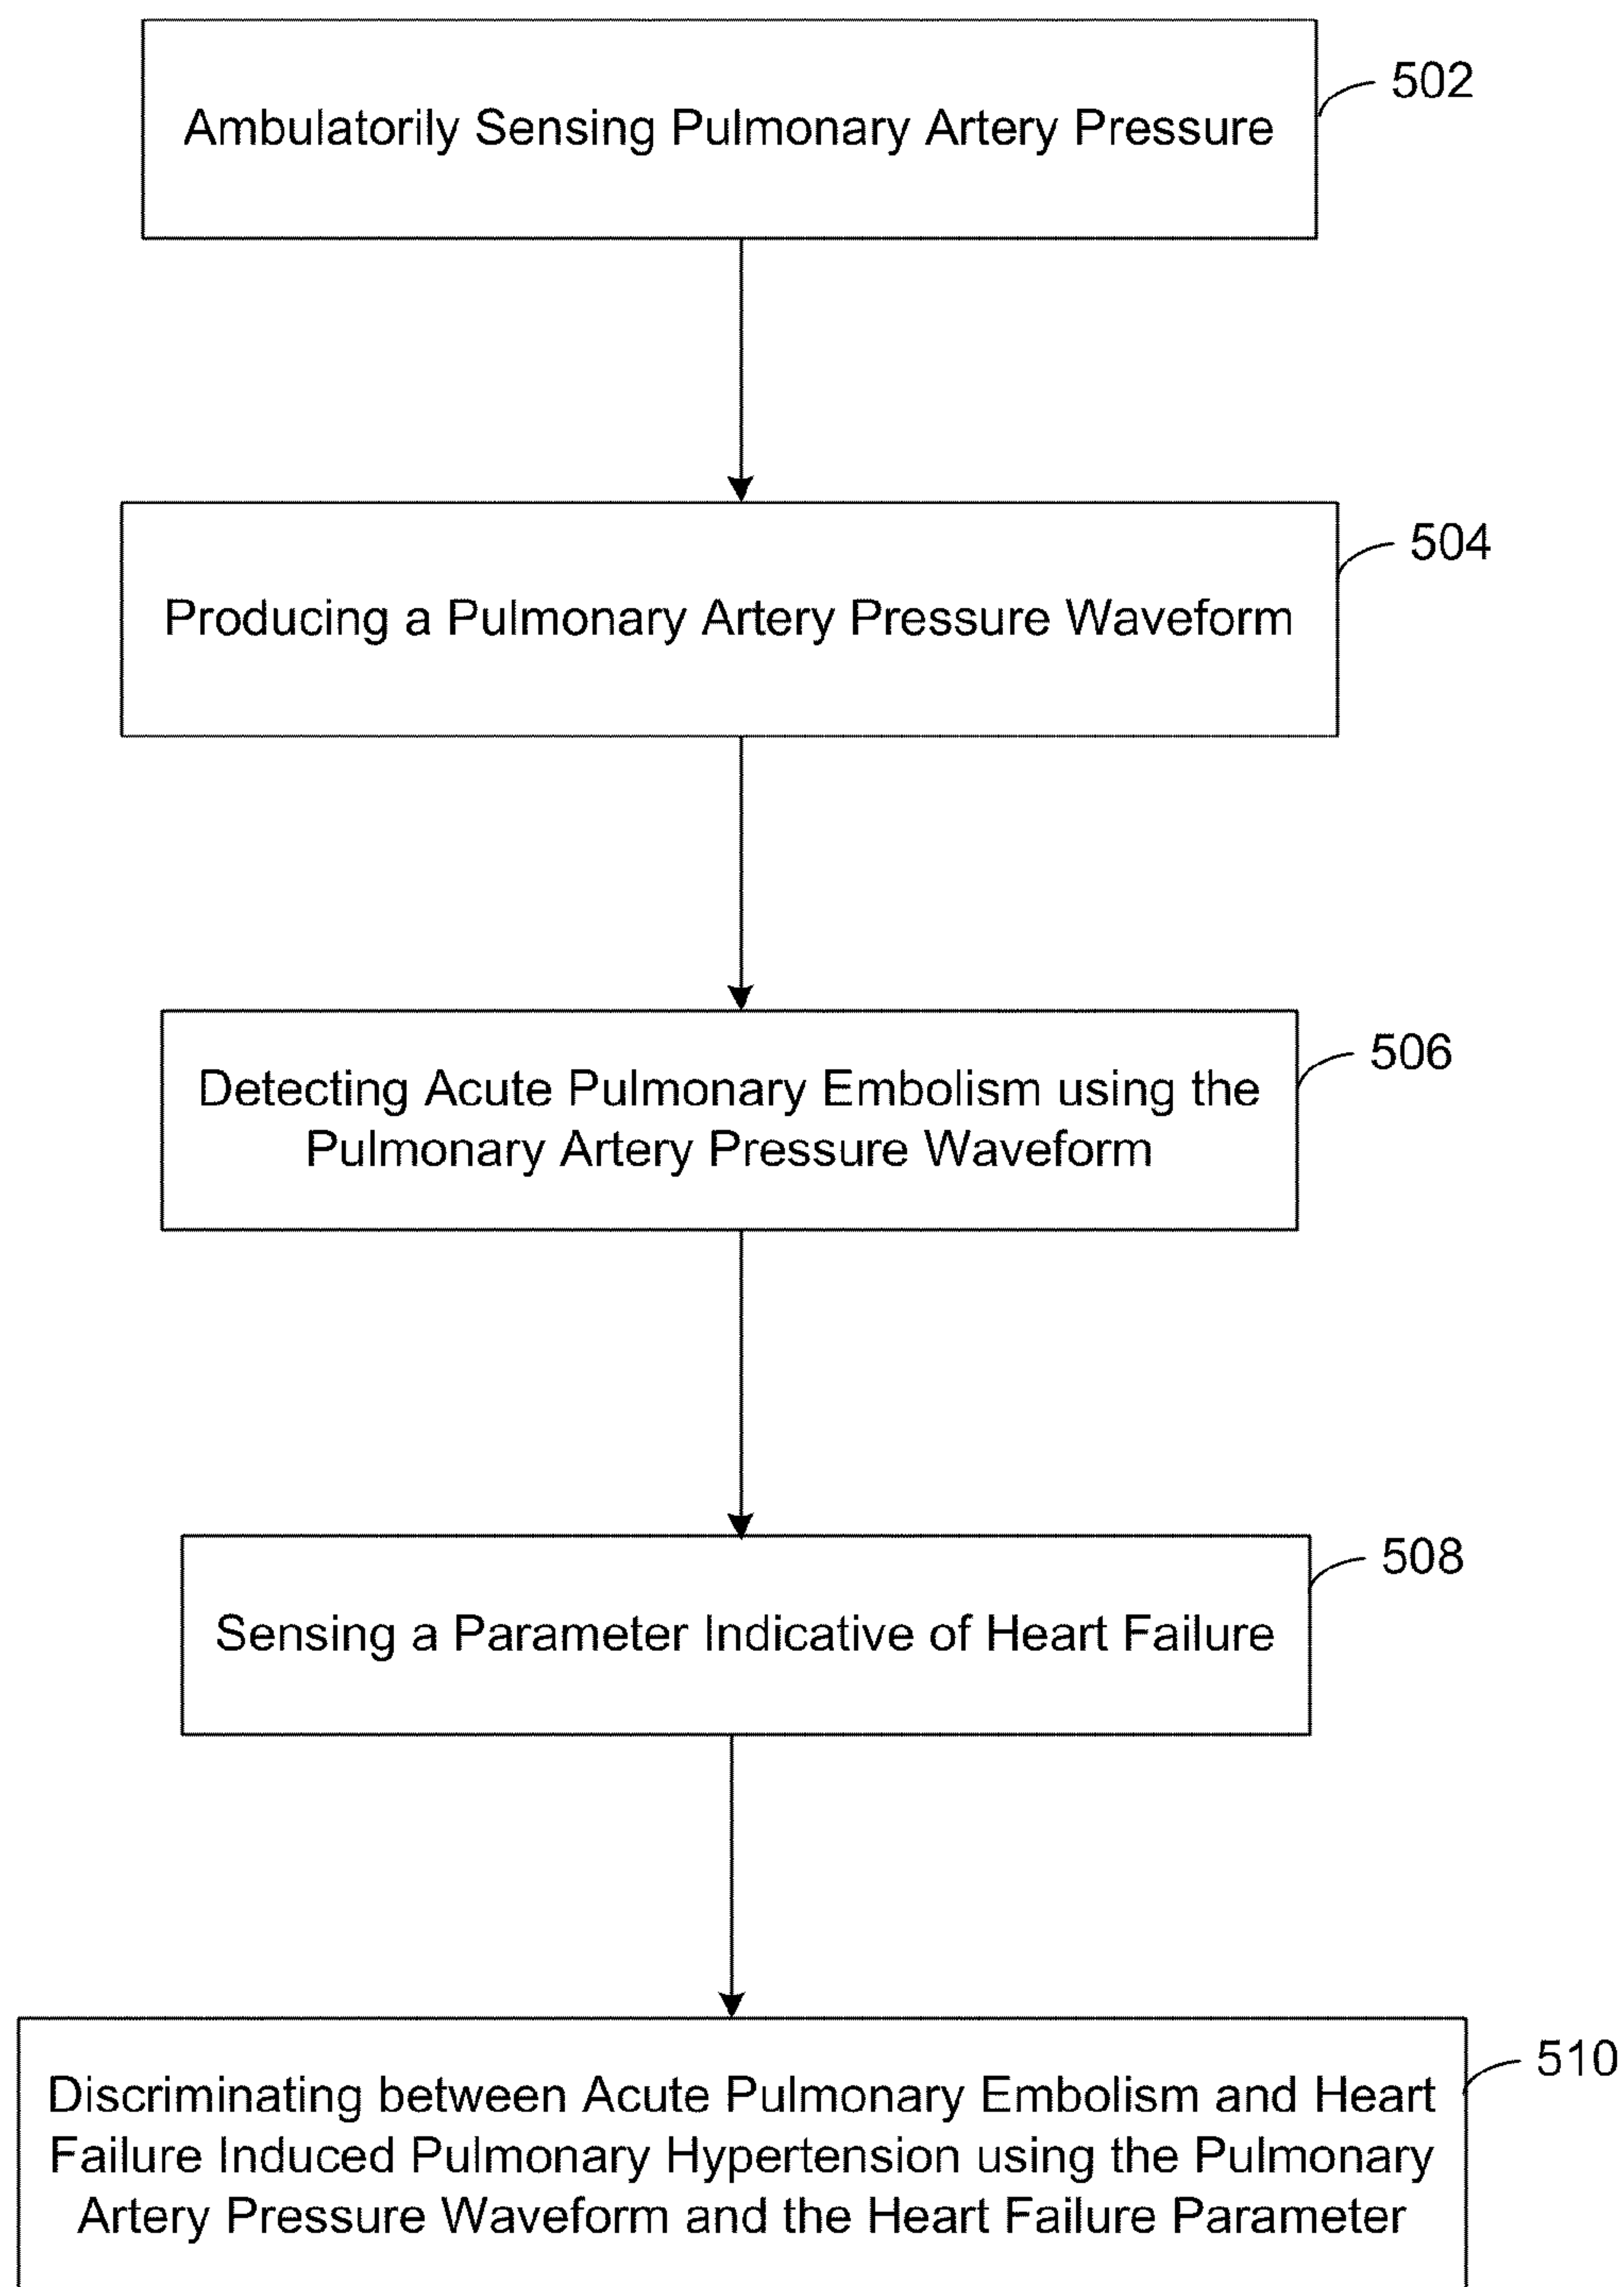 Ambulatorily Sensing Pulmonary Artery Pressure
502
Producing a Pulmonary Artery Pressure Waveform
504
Detecting Acute Pulmonary Embolism using the
Pulmonary Artery Pressure Waveform
506
Sensing a Parameter Indicative of Heart Failure
508
Discriminating between Acute Pulmonary Embolism and Heart
Failure Induced Pulmonary Hypertension using the Pulmonary
Artery Pressure Waveform and the Heart Failure Parameter
510